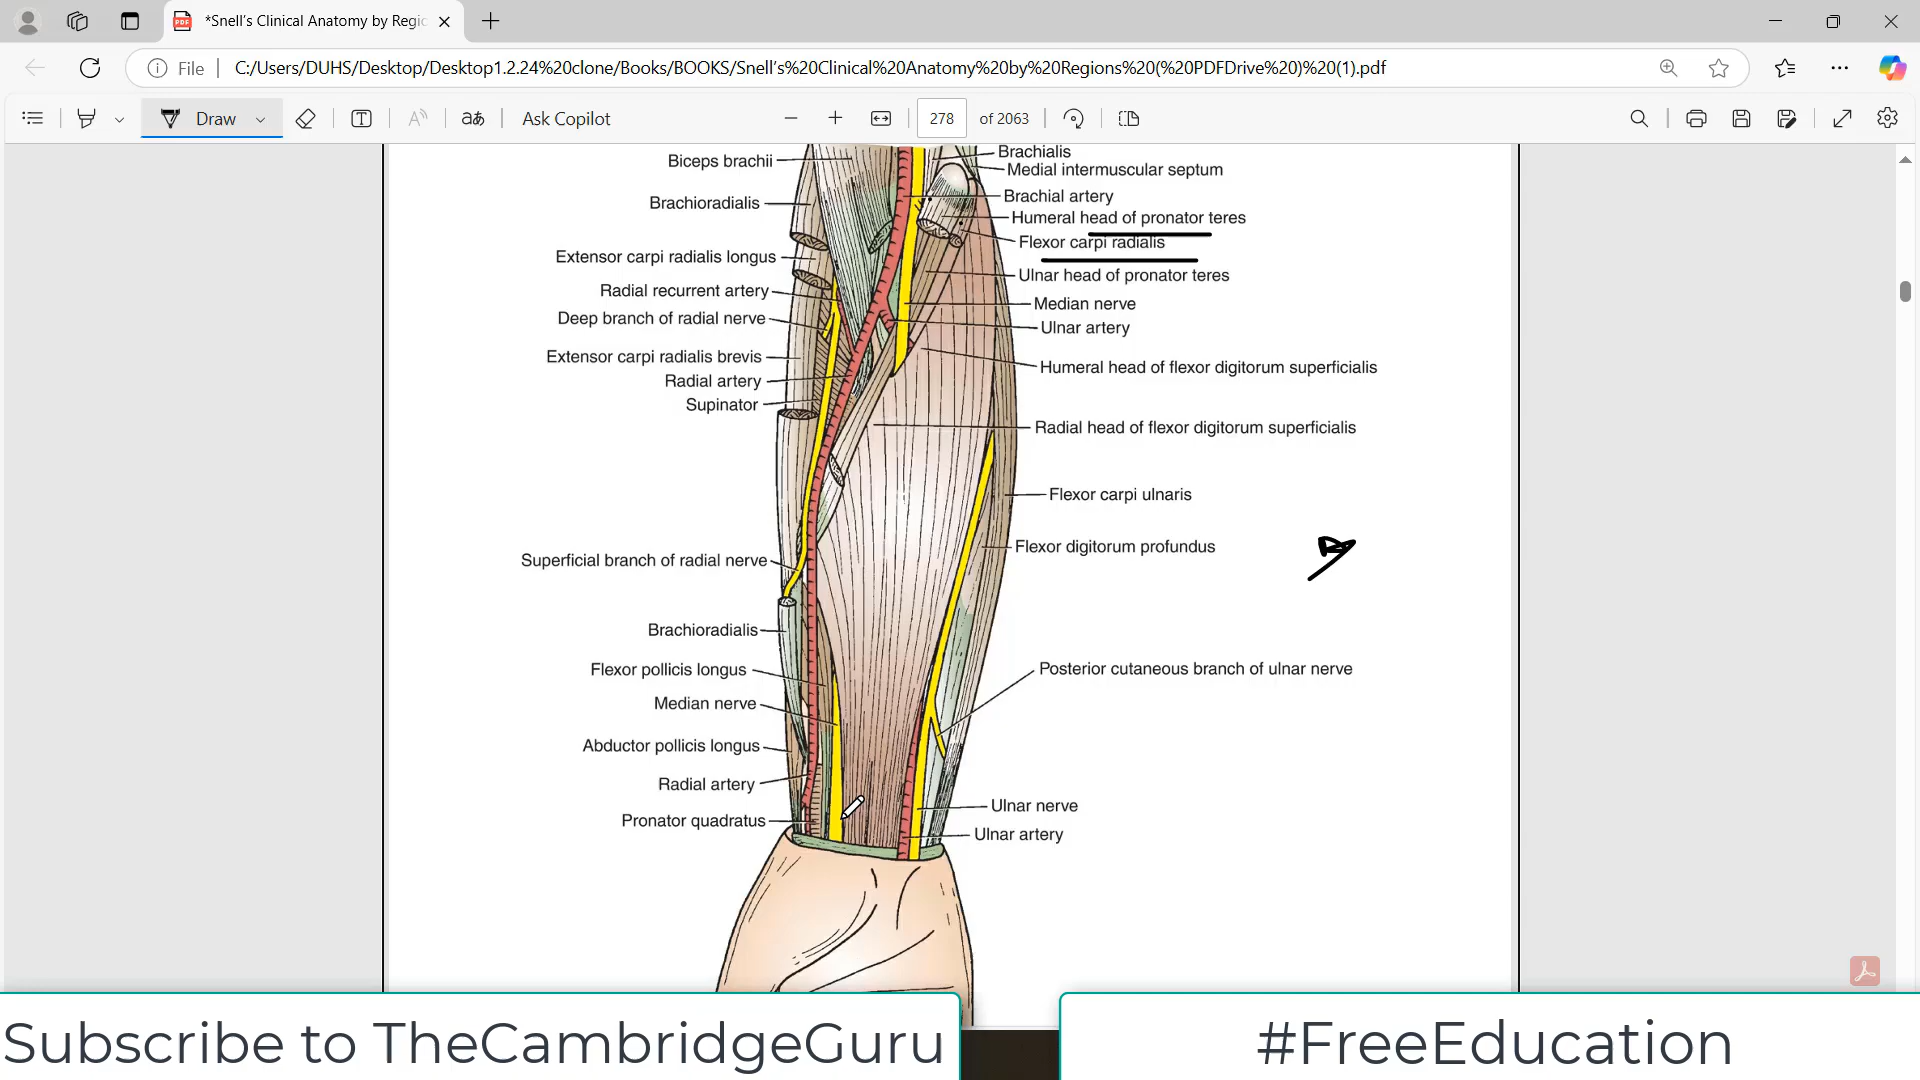 *Snell's Clinical Anatomy by Regic
File
C:/Users/DUHS/Desktop/Desktop1.2.24%20clone/Books/BOOKS/Snell's%20Clinical%20Anatomy%20by%20Regions%20(%20PDFDrive%20)%20(1).pdf
Draw
Ask Copilot
278 of 2063
Biceps brachii
Brachioradialis
Extensor carpi radialis longus
Radial recurrent artery
Deep branch of radial nerve
Extensor carpi radialis brevis
Radial artery
Supinator
Superficial branch of radial nerve
Brachioradialis
Flexor pollicis longus
Median nerve
Abductor pollicis longus
Radial artery
Pronator quadratus
Brachialis
Medial intermuscular septum
Brachial artery
Humeral head of pronator teres
Flexor carpi radialis
Ulnar head of pronator teres
Median nerve
Ulnar artery
Humeral head of flexor digitorum superficialis
Radial head of flexor digitorum superficialis
Flexor carpi ulnaris
Flexor digitorum profundus
Posterior cutaneous branch of ulnar nerve
Ulnar nerve
Ulnar artery
Subscribe to TheCambridgeGuru
#FreeEducation